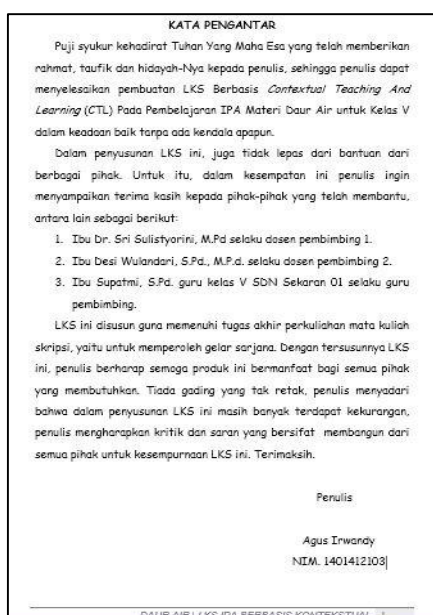 KATA PENGANTAR
Puji syukur kehadirat Tuhan Yang Maha Esa yang telah memberikan
rahmat, taufik dan hidayah-Nya kepada penulis, sehingga penulis dapat
menyelesaikan pembuatan LKS Berbasis Contextual Teaching And
Learning (CTL) Pada Pembelajaran IPA Materi Daur Air untuk Kelas V
dalam keadaan baik tanpa ada kendala apapun.
Dalam penyusunan LKS ini, juga tidak lepas dari bantuan dari
berbagai pihak. Untuk itu, dalam kesempatan ini penulis ingin
menyampaikan terima kasih kepada pihak-pihak yang telah membantu,
antara lain sebagai berikut:
1. Ibu Dr. Sri Sulistyorini, M.Pd selaku dosen pembimbing 1.
2. Ibu Desi Wulandari, S.Pd., M.P.d. selaku dosen pembimbing 2.
3. Ibu Supatmi, S.Pd. guru kelas V SDN Sekaran 01 selaku guru
pembimbing.
LKS ini disusun guna memenuhi tugas akhir perkuliahan mata kuliah
skripsi, yaitu untuk memperoleh gelar sarjana. Dengan tersusunnya LKS
ini, penulis berharap semoga produk ini bermanfaat bagi semua pihak
yang membutuhkan. Tiada gading yang tak retak, penulis menyadari
bahwa dalam penyusunan LKS ini masih banyak terdapat kekurangan,
penulis mengharapkan kritik dan saran yang bersifat membangun dari
semua pihak untuk kesempurnaan LKS ini. Terimaksih.
Penulis
Agus Irwandy
NIM. 1401412103
DAUR AIR | LKS IPA BERBASIS KONTEKSTUAL